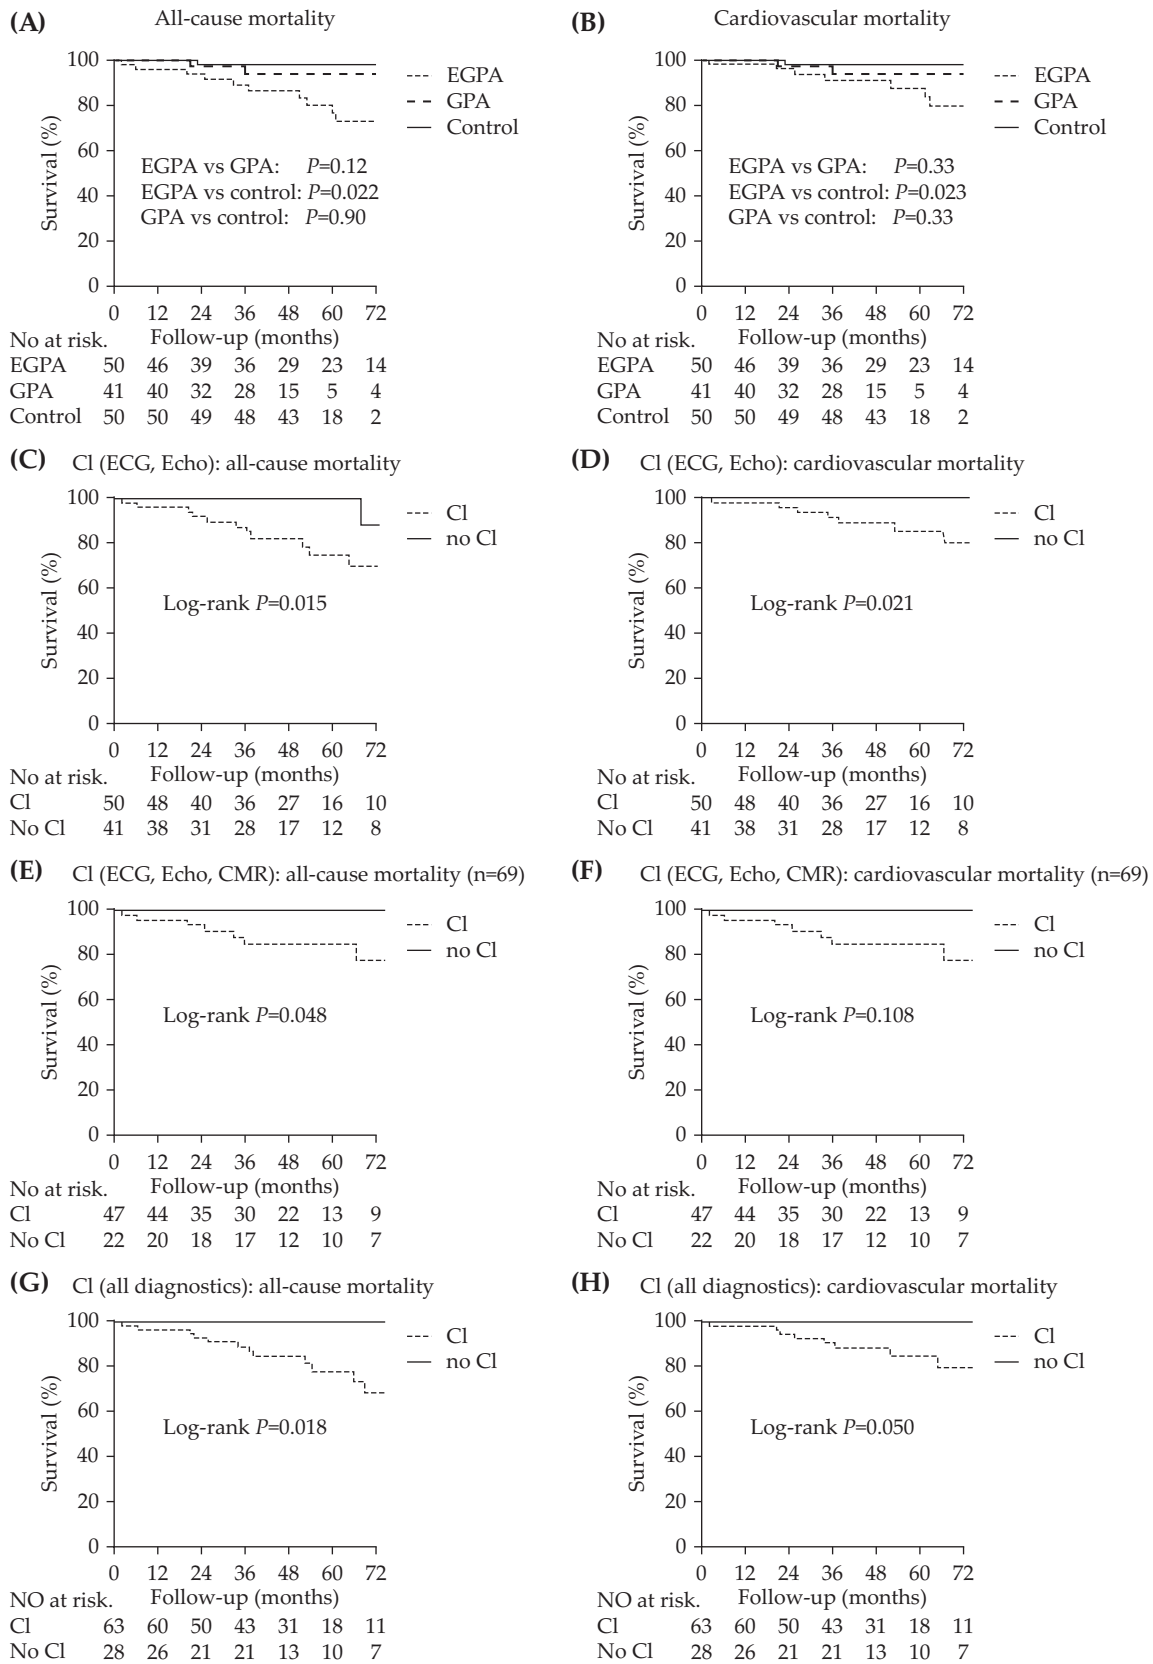 (A) All-cause mortality
100
80
60
40
20
0
Survival (%)
EGPA
GPA
Control
EGPA vs GPA: P=0.12
EGPA vs control: P=0.022
GPA vs control: P=0.90
0 12 24 36 48 60 72
No at risk. Follow-up (months)
EGPA 50 46 39 36 29 23 14
GPA 41 40 32 28 15 5 4
Control 50 50 49 48 43 18 2
(B) Cardiovascular mortality
100
80
60
40
20
0
Survival (%)
EGPA
GPA
Control
EGPA vs GPA: P=0.33
EGPA vs control: P=0.023
GPA vs control: P=0.33
0 12 24 36 48 60 72
No at risk. Follow-up (months)
EGPA 50 46 39 36 29 23 14
GPA 41 40 32 28 15 5 4
Control 50 50 49 48 43 18 2
(C) Cl (ECG, Echo): all-cause mortality
100
80
60
40
20
0
Survival (%)
Cl
no Cl
Log-rank P=0.015
0 12 24 36 48 60 72
No at risk. Follow-up (months)
Cl 50 48 40 36 27 16 10
No Cl 41 38 31 28 17 12 8
(D) Cl (ECG, Echo): cardiovascular mortality
100
80
60
40
20
0
Survival (%)
Cl
no Cl
Log-rank P=0.021
0 12 24 36 48 60 72
No at risk. Follow-up (months)
Cl 50 48 40 36 27 16 10
No Cl 41 38 31 28 17 12 8
(E) Cl (ECG, Echo, CMR): all-cause mortality (n=69)
100
80
60
40
20
0
Survival (%)
Cl
no Cl
Log-rank P=0.048
0 12 24 36 48 60 72
No at risk. Follow-up (months)
Cl 47 44 35 30 22 13 9
No Cl 22 20 18 17 12 10 7
(F) Cl (ECG, Echo, CMR): cardiovascular mortality (n=69)
100
80
60
40
20
0
Survival (%)
Cl
no Cl
Log-rank P=0.108
0 12 24 36 48 60 72
No at risk. Follow-up (months)
Cl 47 44 35 30 22 13 9
No Cl 22 20 18 17 12 10 7
(G) Cl (all diagnostics): all-cause mortality
100
80
60
40
20
0
Survival (%)
Cl
no Cl
Log-rank P=0.018
0 12 24 36 48 60 72
NO at risk. Follow-up (months)
Cl 63 60 50 43 31 18 11
No Cl 28 26 21 21 13 10 7
(H) Cl (all diagnostics): cardiovascular mortality
100
80
60
40
20
0
Survival (%)
Cl
no Cl
Log-rank P=0.050
0 12 24 36 48 60 72
NO at risk. Follow-up (months)
Cl 63 60 50 43 31 18 11
No Cl 28 26 21 21 13 10 7